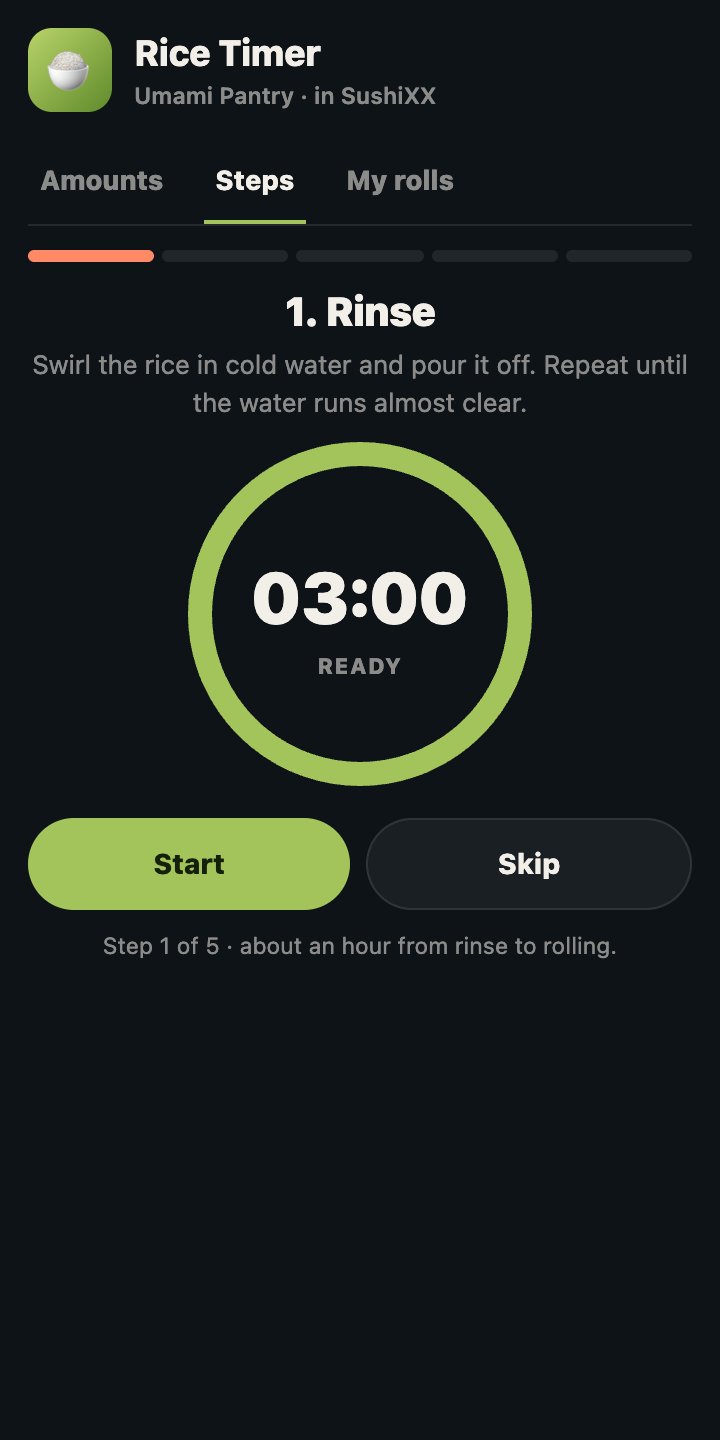 Rice Timer
Umami Pantry · in SushiXX
Amounts
Steps
My rolls
1. Rinse
Swirl the rice in cold water and pour it off. Repeat until
the water runs almost clear.
03:00
READY
Start
Skip
Step 1 of 5 · about an hour from rinse to rolling.